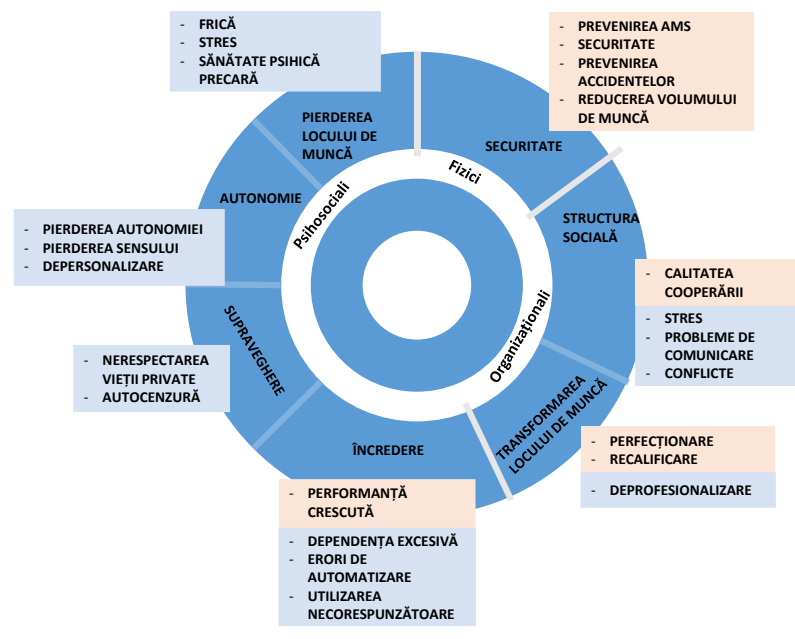 - FRICĂ
- STRES
- SĂNĂTATE PSIHICĂ
PRECARĂ
- PREVENIREA AMS
- SECURITATE
- PREVENIREA
ACCIDENTELOR
- REDUCEREA VOLUMULUI
DE MUNCĂ
PIERDEREA
LOCULUI DE
MUNCĂ
SECURITATE
Fizici
Psihosociali
Organizaționali
AUTONOMIE
STRUCTURA
SOCIALĂ
- PIERDEREA AUTONOMIEI
- PIERDEREA SENSULUI
- DEPERSONALIZARE
- CALITATEA
COOPERĂRII
- STRES
- PROBLEME DE
COMUNICARE
- CONFLICTE
SUPRAVEGHERE
- NERESPECTAREA
VIEȚII PRIVATE
- AUTOCENZURĂ
TRANSFORMAREA
LOCULUI DE MUNCĂ
ÎNCREDERE
- PERFECȚIONARE
- RECALIFICARE
- DEPROFESIONALIZARE
- PERFORMANȚĂ
CRESCUTĂ
- DEPENDENȚA EXCESIVĂ
- ERORI DE
AUTOMATIZARE
- UTILIZAREA
NECORESPUNZĂTOARE